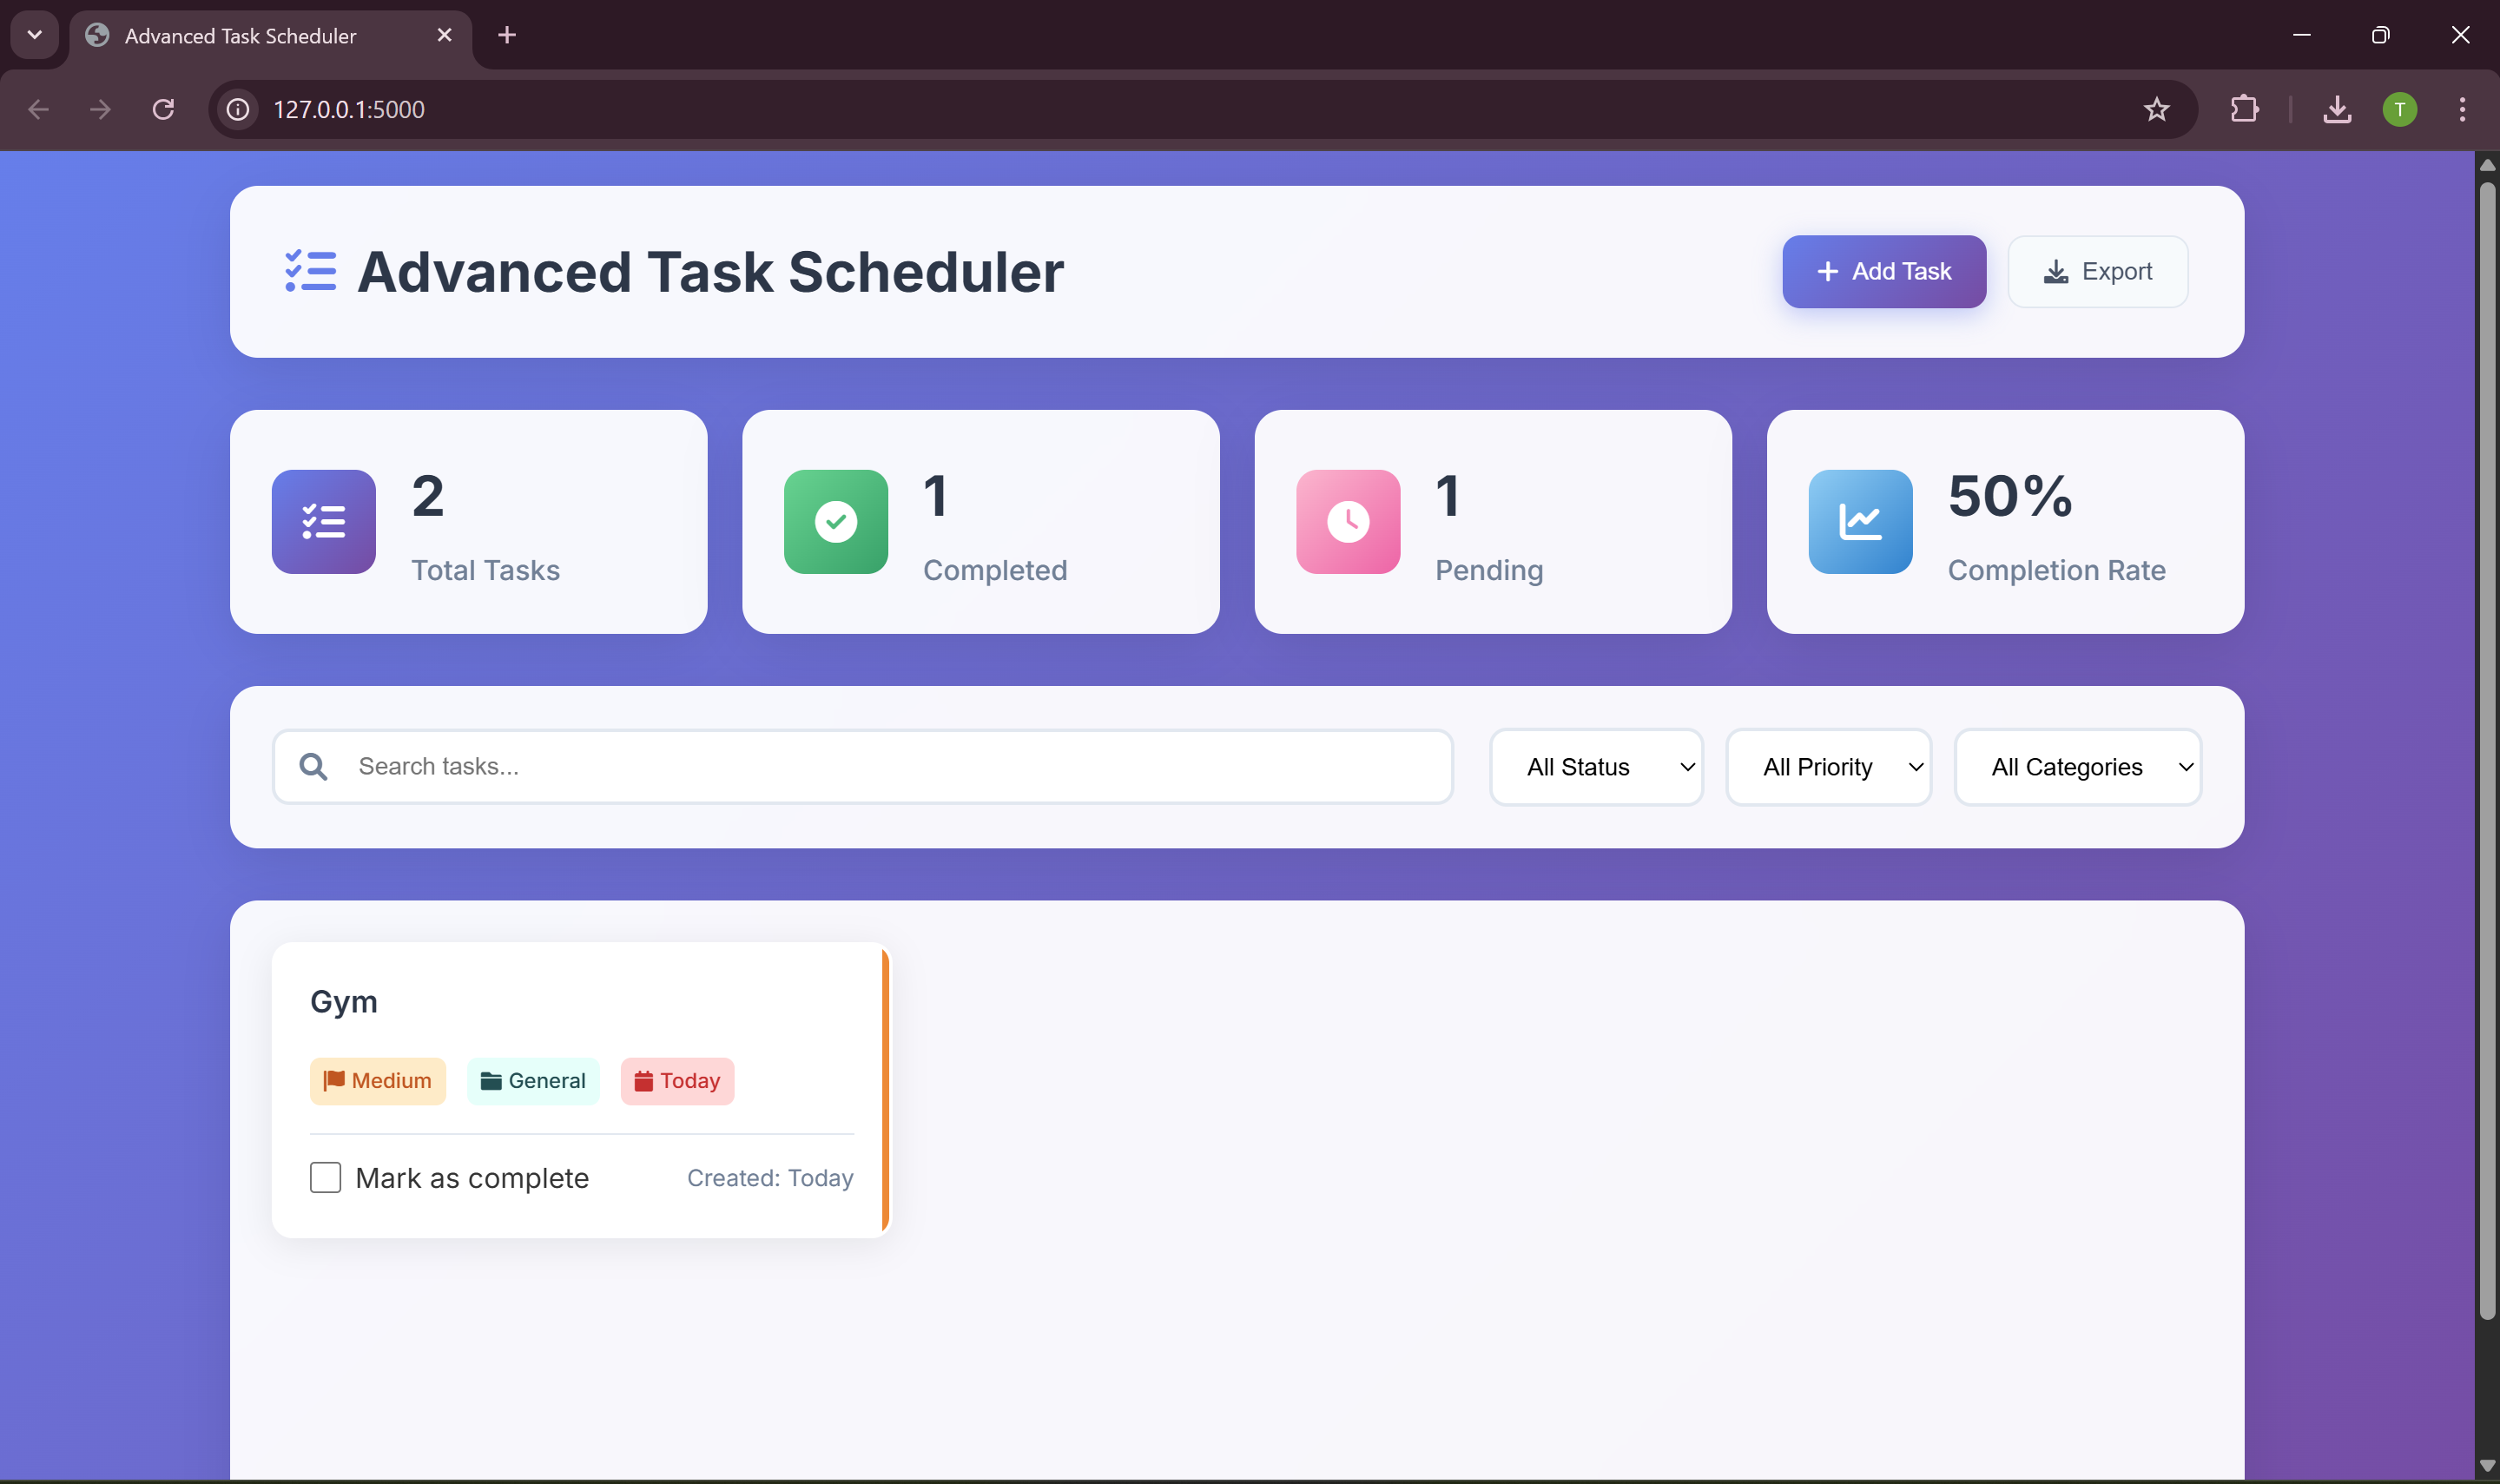 Advanced Task Scheduler
127.0.0.1:5000
T
Advanced Task Scheduler
Add Task
Export
2
Total Tasks
1
Completed
1
Pending
50%
Completion Rate
Search tasks...
All Status
All Priority
All Categories
Gym
Medium
General
Today
Mark as complete
Created: Today